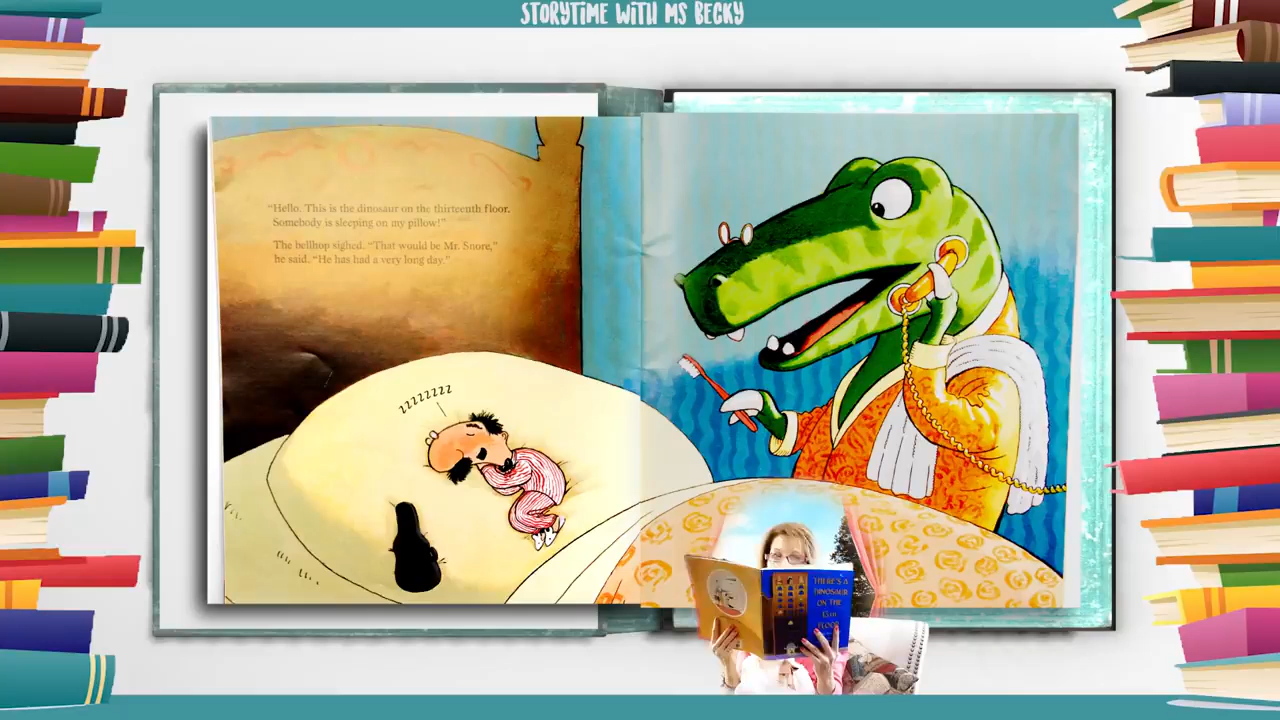 STORYTIME WITH MS BECKY
“Hello. This is the dinosaur on the thirteenth floor.
Somebody is sleeping on my pillow!”
The bellhop sighed. “That would be Mr. Snore,”
he said. “He has had a very long day.”
zzzzzzzz
THERE'S A
DINOSAUR
ON THE
13TH
FLOOR